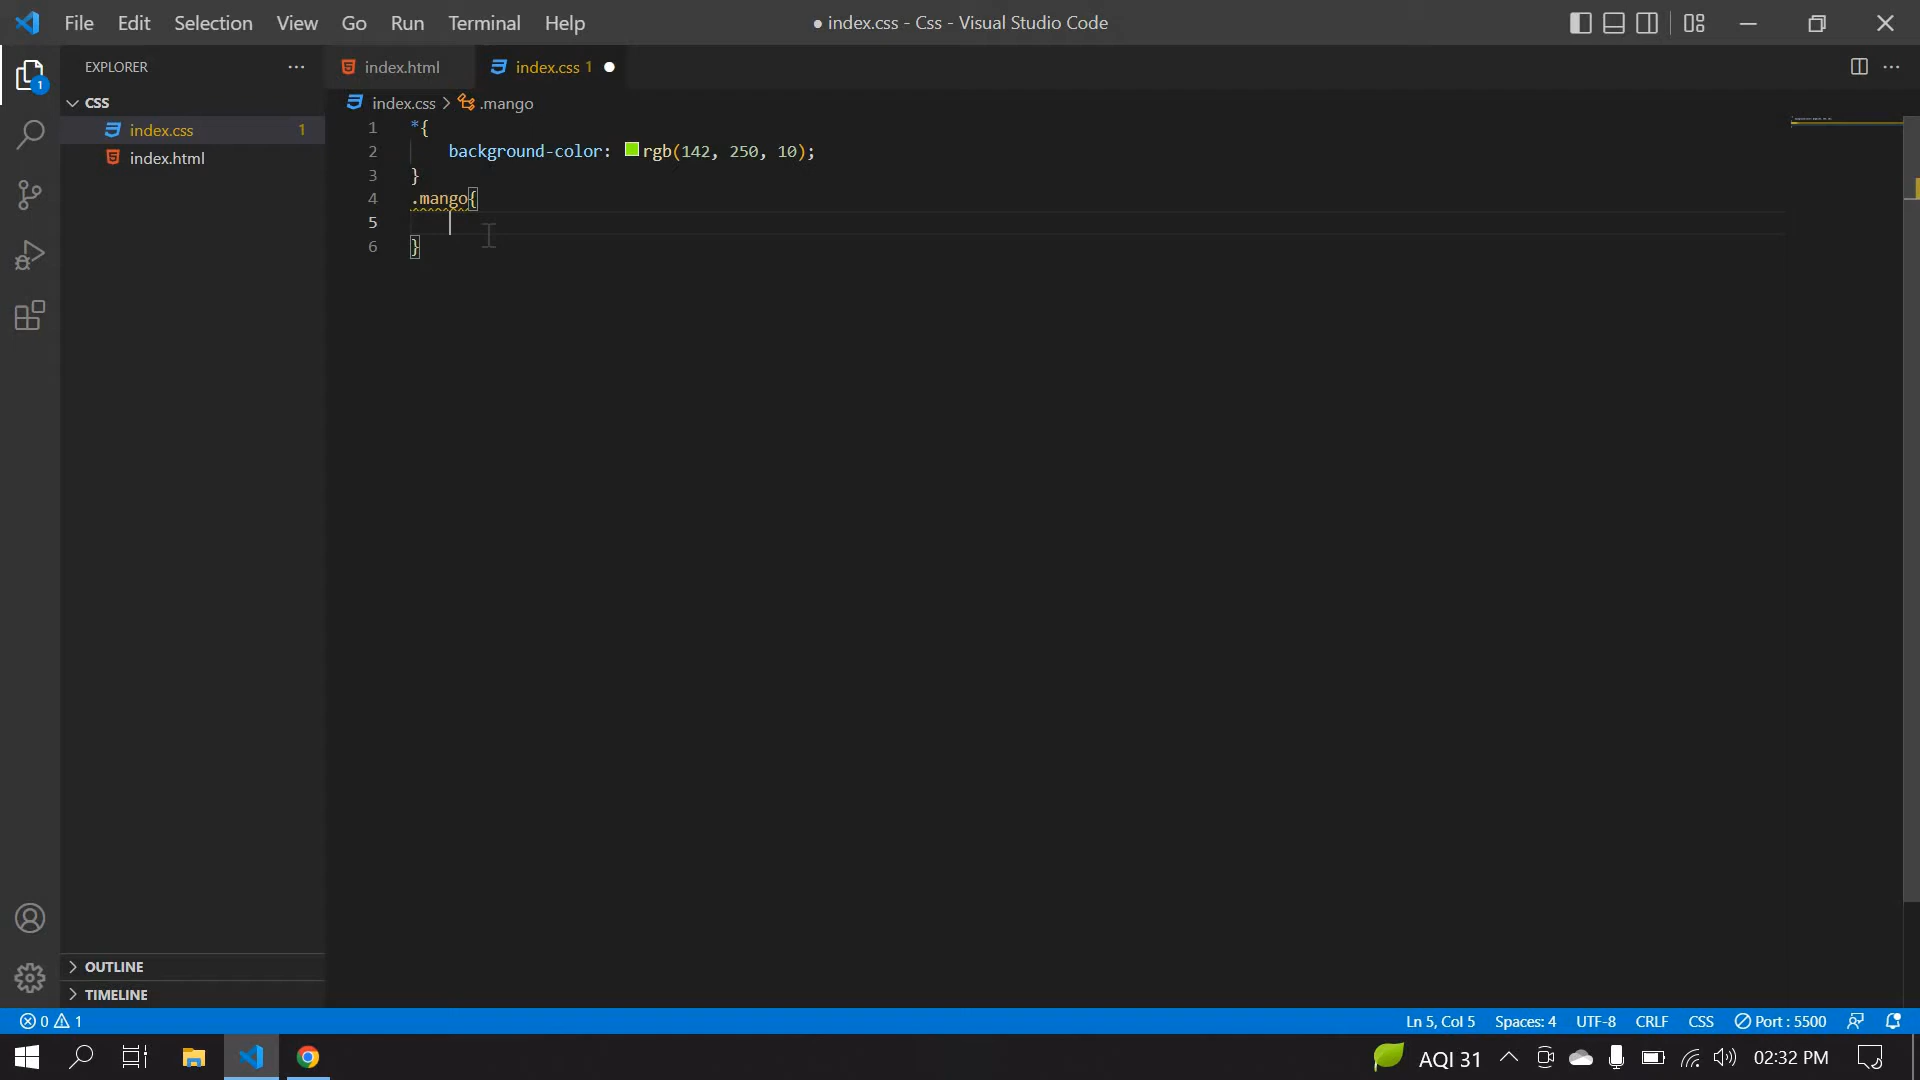 File Edit Selection View Go Run Terminal Help
● index.css - Css - Visual Studio Code
EXPLORER
1
CSS
index.css 1
index.html
OUTLINE
TIMELINE
index.html
index.css 1
index.css > .mango
1 *{
2 background-color: rgb(142, 250, 10);
3 }
4 .mango{
5
6 }
0 1
Ln 5, Col 5 Spaces: 4 UTF-8 CRLF CSS Port : 5500
AQI 31 02:32 PM